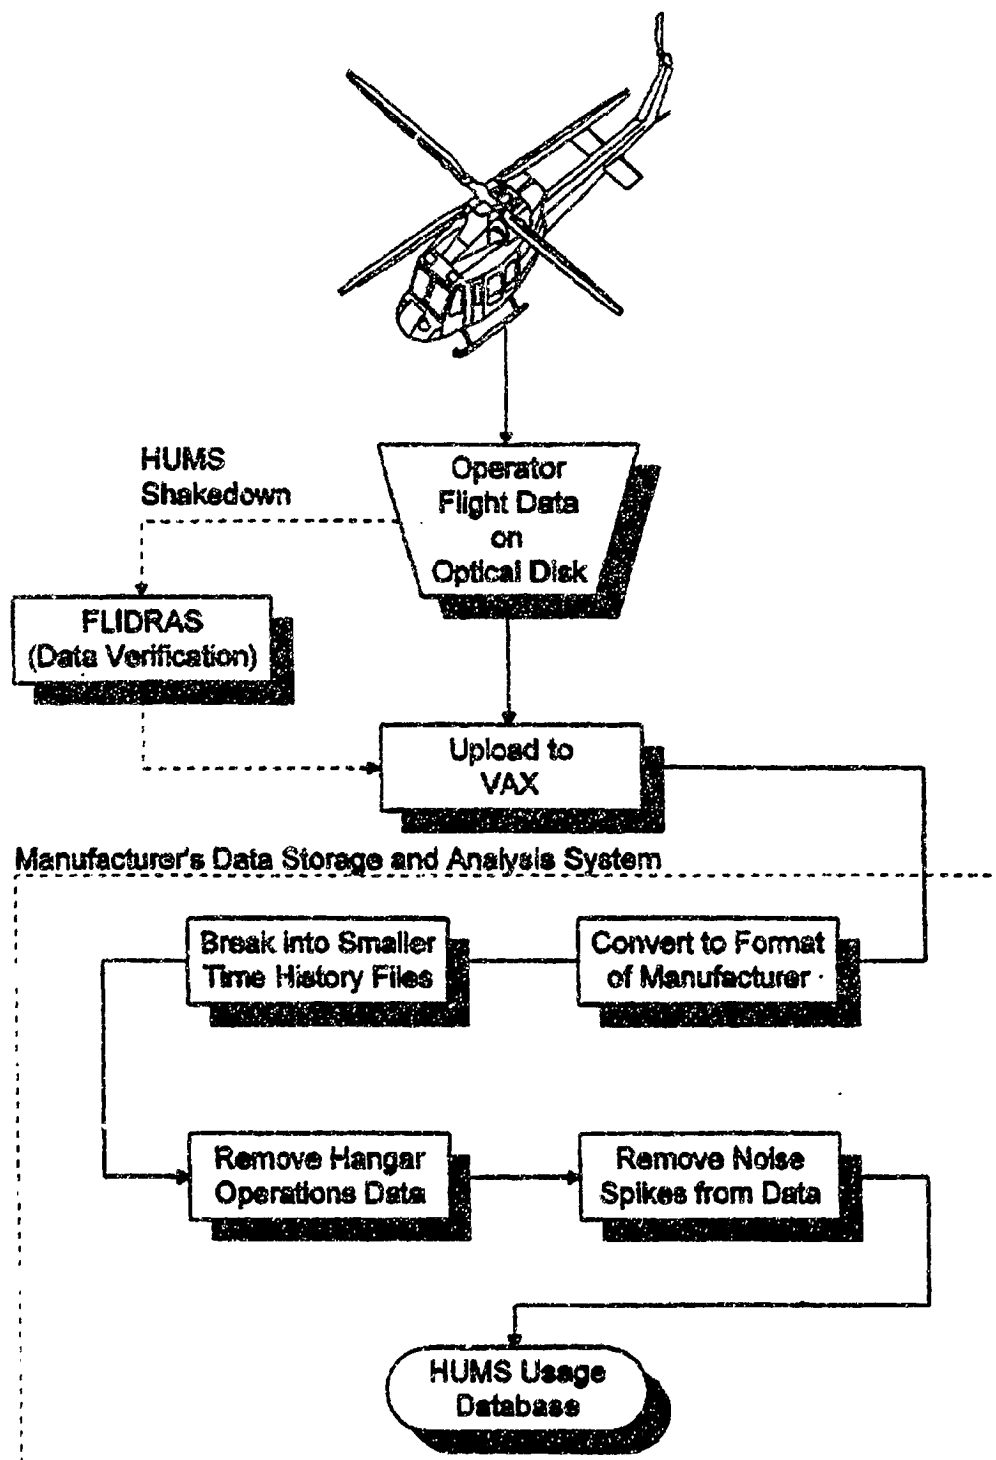 HUMS
Shakedown
Operator
Flight Data
on
Optical Disk
FLIDRAS
(Data Verification)
Upload to
VAX
Manufacturer's Data Storage and Analysis System
Break into Smaller
Time History Files
Convert to Format
of Manufacturer
Remove Hangar
Operations Data
Remove Noise
Spikes from Data
HUMS Usage
Database